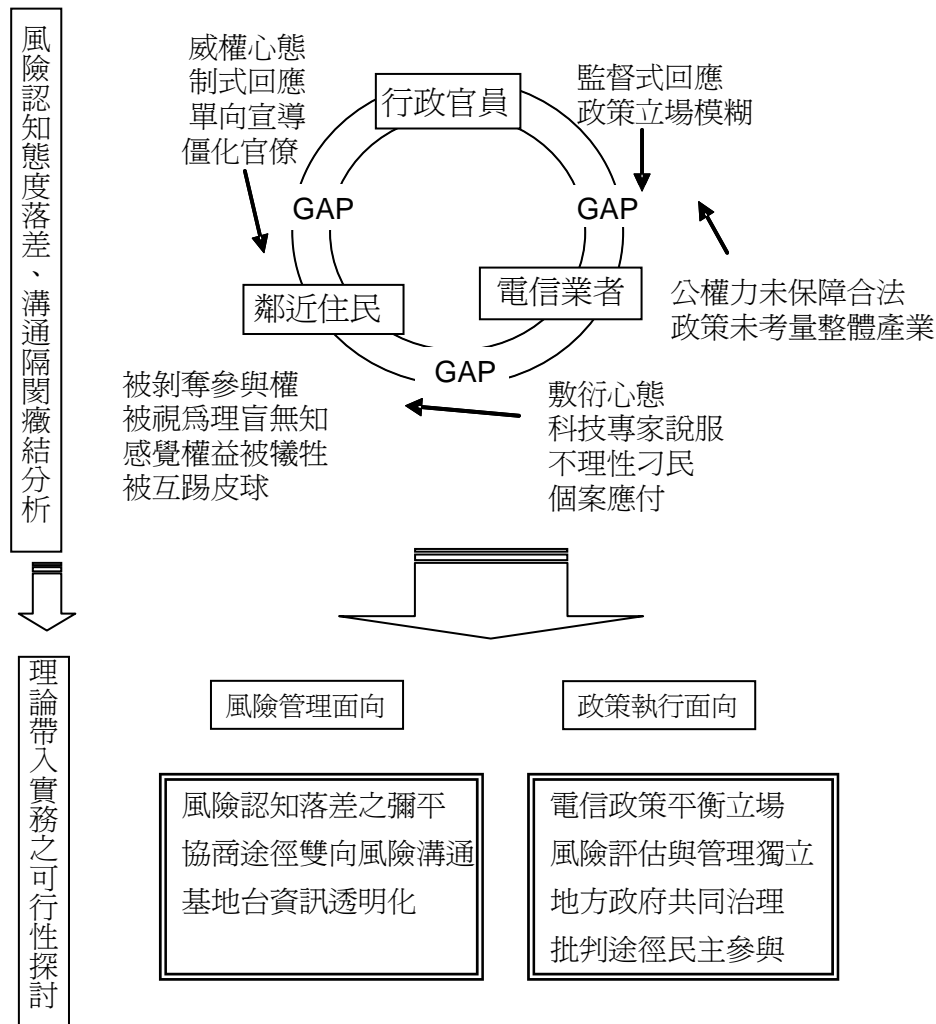 風險認知態度落差、溝通隔閡癥結分析
威權心態
制式回應
單向宣導
僵化官僚
行政官員
監督式回應
政策立場模糊
GAP
GAP
鄰近住民
電信業者
公權力未保障合法
政策未考量整體產業
GAP
被剝奪參與權
被視為理盲無知
感覺權益被犧牲
被互踢皮球
敷衍心態
科技專家說服
不理性刁民
個案應付
理論帶入實務之可行性探討
風險管理面向
政策執行面向
風險認知落差之彌平
協商途徑雙向風險溝通
基地台資訊透明化
電信政策平衡立場
風險評估與管理獨立
地方政府共同治理
批判途徑民主參與